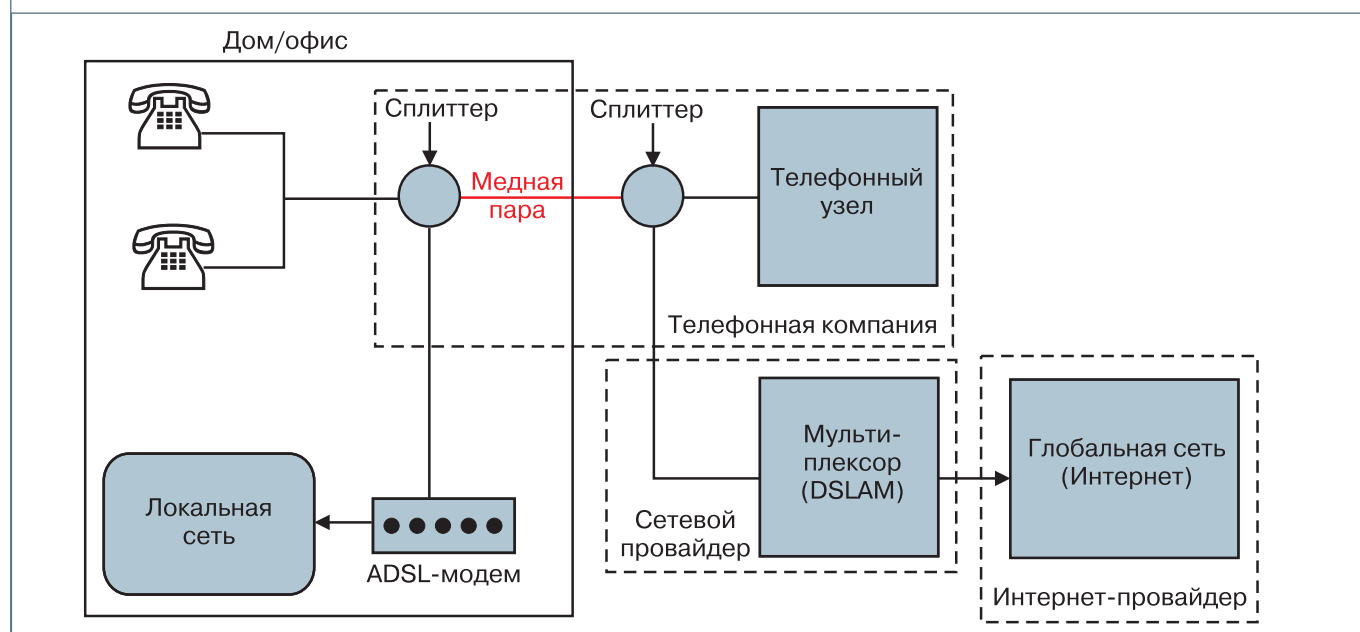 Дом/офис
Сплиттер
Сплиттер
Медная
пара
Телефонный
узел
Телефонная компания
Мульти-
плексор
(DSLAM)
Глобальная сеть
(Интернет)
Локальная
сеть
Сетевой
провайдер
ADSL-модем
Интернет-провайдер